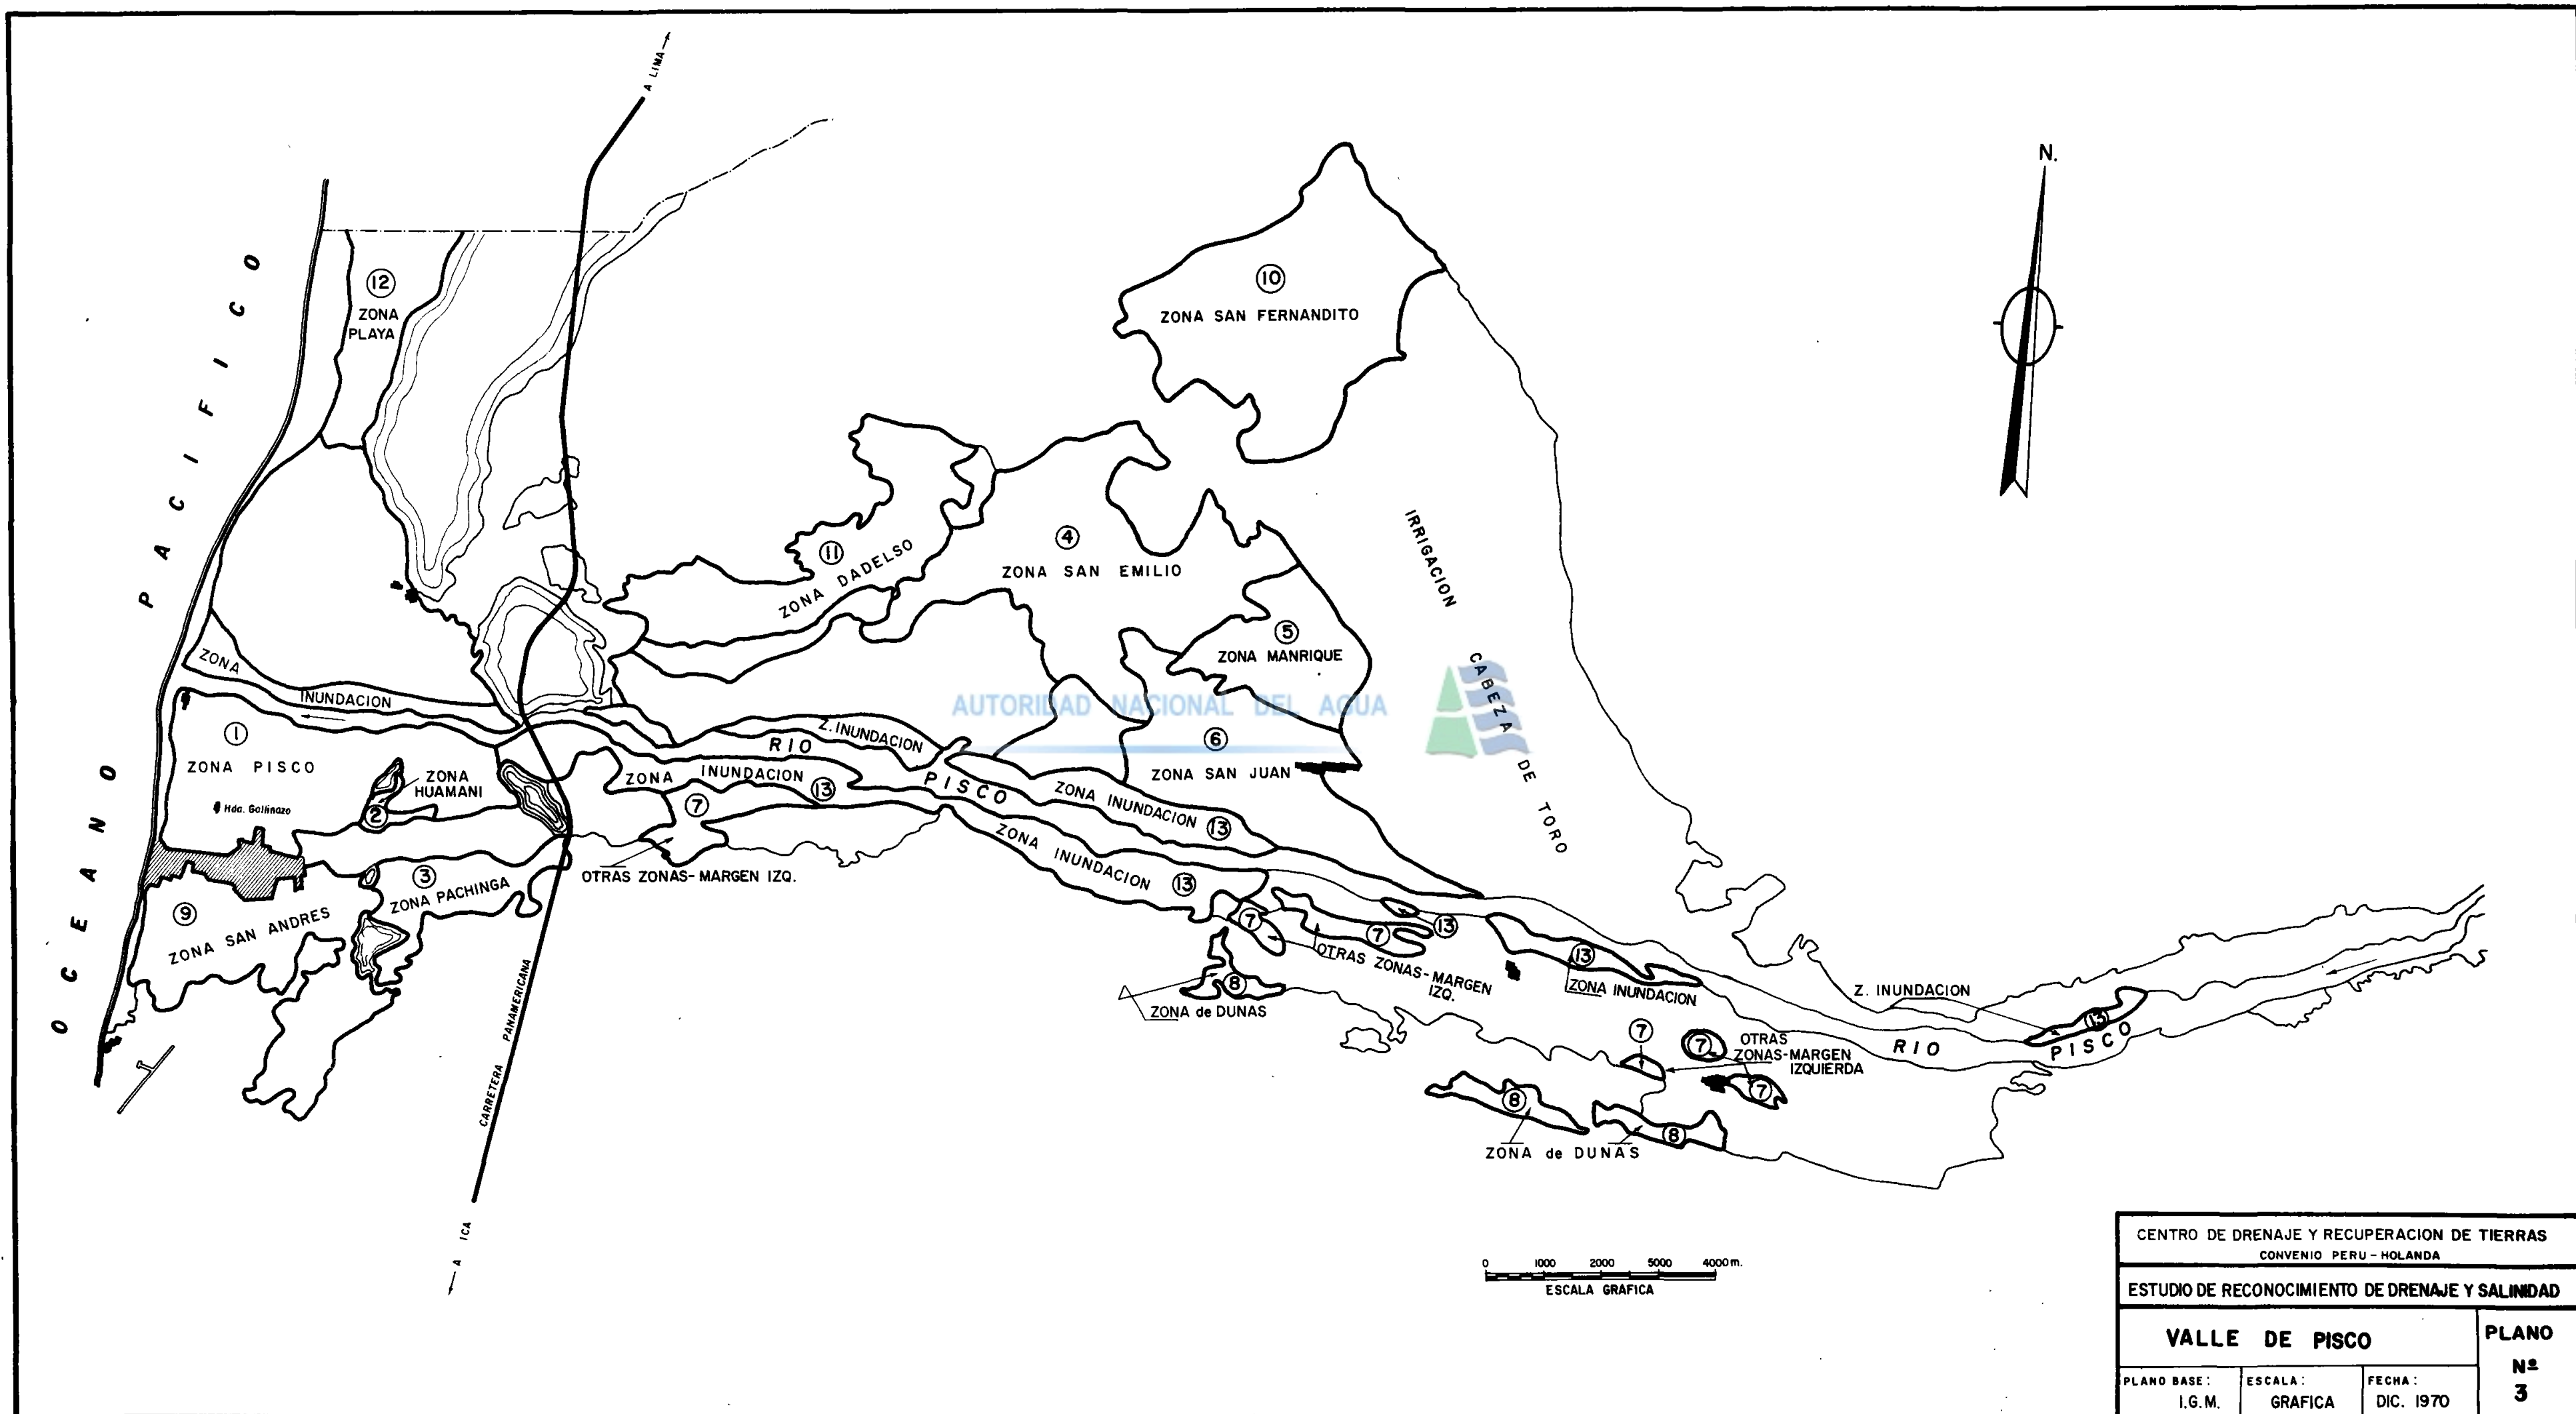 A LIMA
N.
12
ZONA
PLAYA
10
ZONA SAN FERNANDITO
OCEANO PACIFICO
11
ZONA DADELSO
4
ZONA SAN EMILIO
IRRIGACION CABEZA DE TORO
5
ZONA MANRIQUE
ZONA INUNDACION
AUTORIDAD NACIONAL DEL AGUA
1
ZONA PISCO
Hda. Gallinazo
ZONA
HUAMANI
2
Z. INUNDACION
RIO PISCO
ZONA INUNDACION
13
7
6
ZONA SAN JUAN
ZONA INUNDACION
13
OTRAS ZONAS-MARGEN IZQ.
ZONA INUNDACION
13
3
ZONA PACHINGA
9
ZONA SAN ANDRES
7
7
13
OTRAS ZONAS-MARGEN
IZQ.
13
ZONA INUNDACION
8
ZONA de DUNAS
Z. INUNDACION
13
RIO PISCO
7
7
OTRAS
ZONAS-MARGEN
IZQUIERDA
7
8
8
ZONA de DUNAS
CARRETERA PANAMERICANA
A ICA
0 1000 2000 5000 4000 m.
ESCALA GRAFICA
CENTRO DE DRENAJE Y RECUPERACION DE TIERRAS
CONVENIO PERU - HOLANDA
ESTUDIO DE RECONOCIMIENTO DE DRENAJE Y SALINIDAD
VALLE DE PISCO
PLANO
Nº
3
PLANO BASE:
I.G.M.
ESCALA:
GRAFICA
FECHA:
DIC. 1970